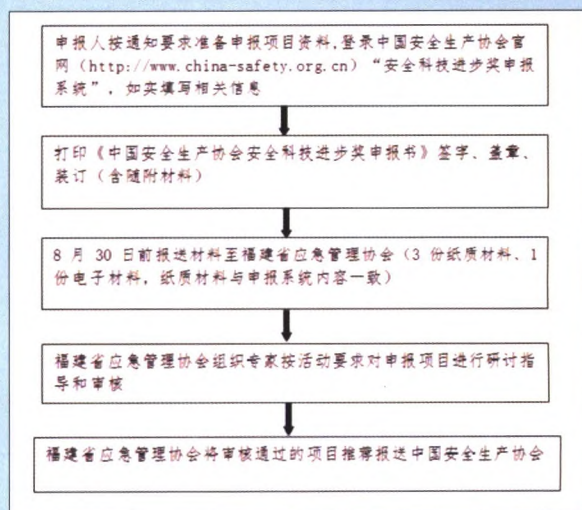 申报人按通知要求准备申报项目资料,登录中国安全生产协会官
网（http://www.china-safety.org.cn）“安全科技进步奖申报
系统”，如实填写相关信息
打印《中国安全生产协会安全科技进步奖申报书》签字、盖章、
装订（含随附材料）
8 月 30 日前报送材料至福建省应急管理协会（3 份纸质材料、1
份电子材料，纸质材料与申报系统内容一致）
福建省应急管理协会组织专家按活动要求对申报项目进行研讨指
导和审核
福建省应急管理协会将审核通过的项目推荐报送中国安全生产协会